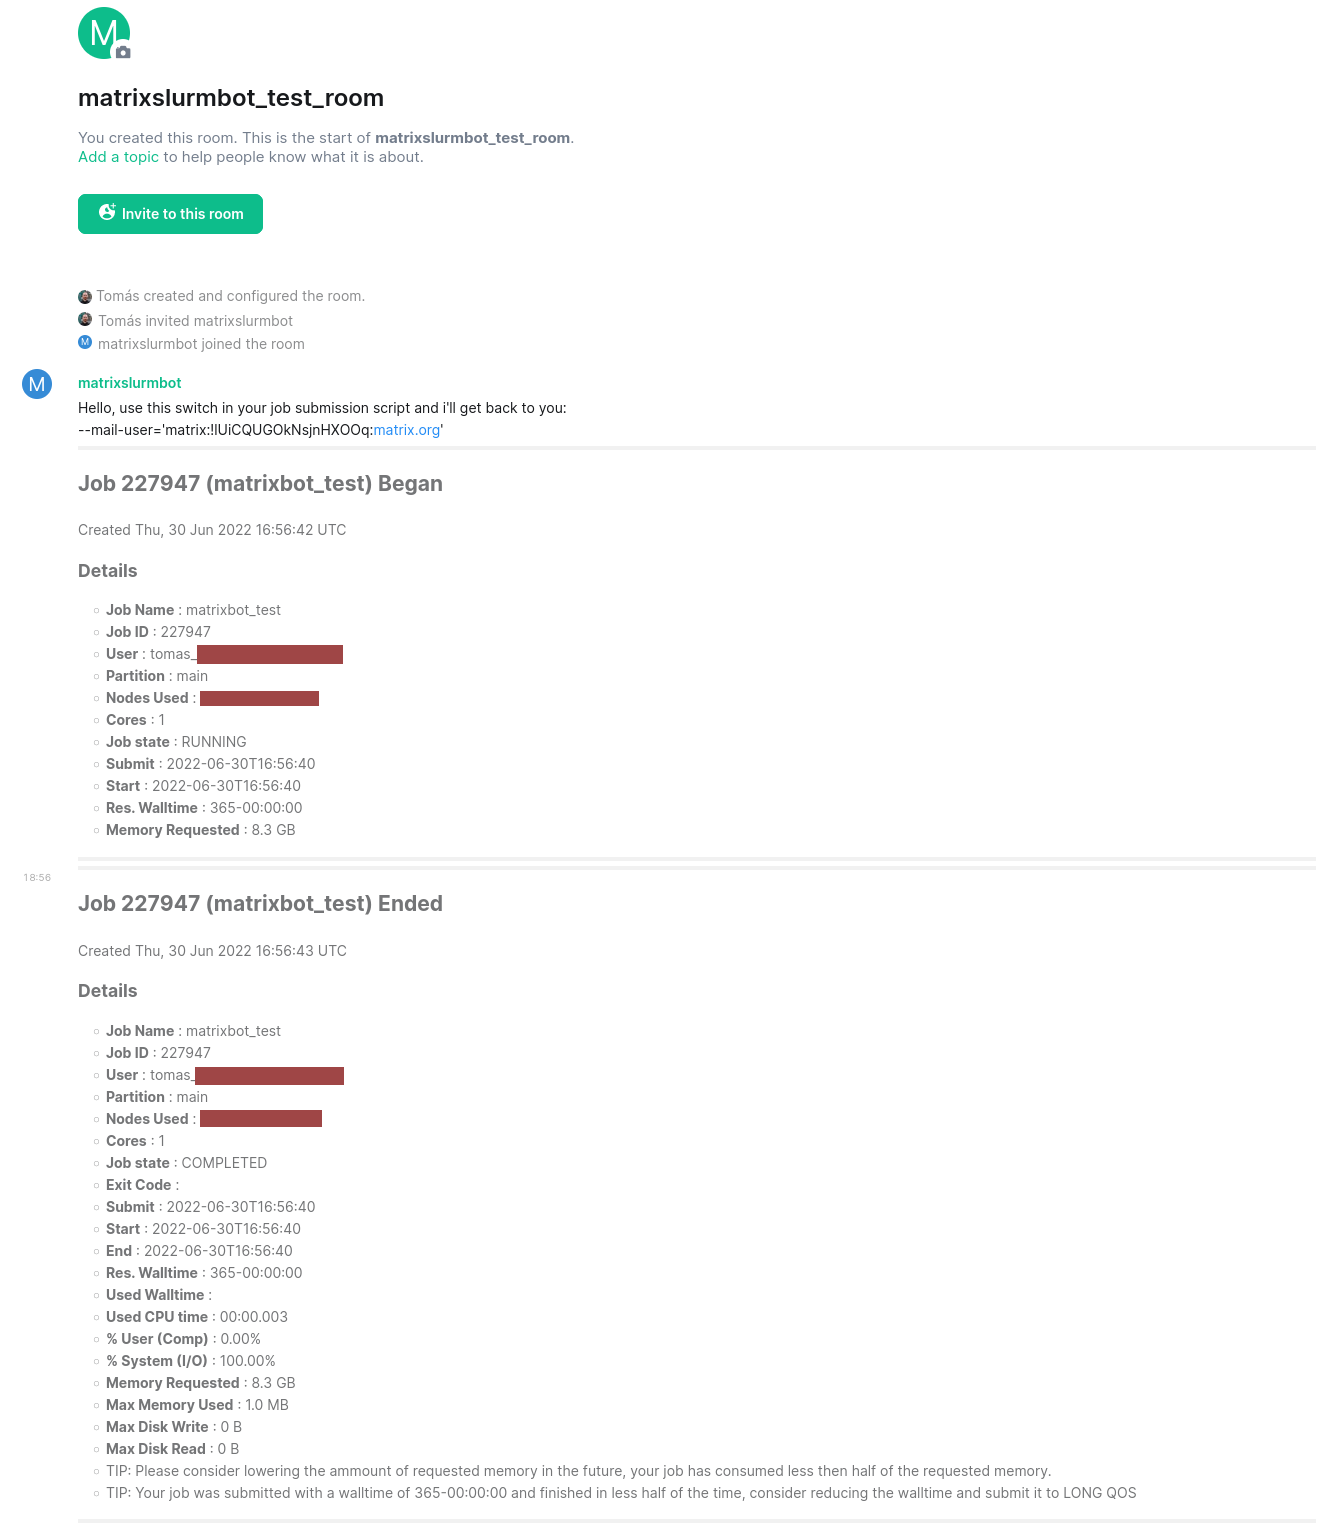 M
matrixslurmbot_test_room
You created this room. This is the start of matrixslurmbot_test_room.
Add a topic to help people know what it is about.
Invite to this room
Tomás created and configured the room.
Tomás invited matrixslurmbot
M matrixslurmbot joined the room
M matrixslurmbot
Hello, use this switch in your job submission script and i'll get back to you:
--mail-user='matrix:!lUiCQUGOkNsjnHXOOq:matrix.org'
Job 227947 (matrixbot_test) Began
Created Thu, 30 Jun 2022 16:56:42 UTC
Details
Job Name : matrixbot_test
Job ID : 227947
User : tomas_
Partition : main
Nodes Used :
Cores : 1
Job state : RUNNING
Submit : 2022-06-30T16:56:40
Start : 2022-06-30T16:56:40
Res. Walltime : 365-00:00:00
Memory Requested : 8.3 GB
18:56
Job 227947 (matrixbot_test) Ended
Created Thu, 30 Jun 2022 16:56:43 UTC
Details
Job Name : matrixbot_test
Job ID : 227947
User : tomas_
Partition : main
Nodes Used :
Cores : 1
Job state : COMPLETED
Exit Code :
Submit : 2022-06-30T16:56:40
Start : 2022-06-30T16:56:40
End : 2022-06-30T16:56:40
Res. Walltime : 365-00:00:00
Used Walltime :
Used CPU time : 00:00.003
% User (Comp) : 0.00%
% System (I/O) : 100.00%
Memory Requested : 8.3 GB
Max Memory Used : 1.0 MB
Max Disk Write : 0 B
Max Disk Read : 0 B
TIP: Please consider lowering the ammount of requested memory in the future, your job has consumed less then half of the requested memory.
TIP: Your job was submitted with a walltime of 365-00:00:00 and finished in less half of the time, consider reducing the walltime and submit it to LONG QOS